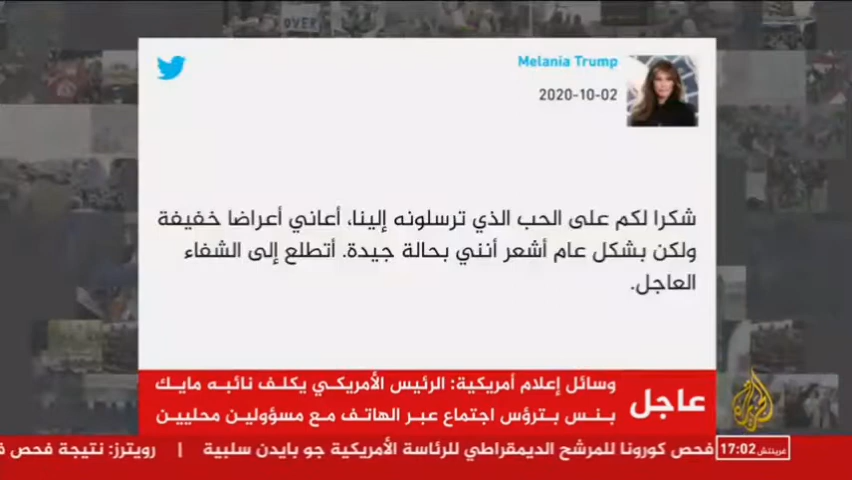 OVER
Melania Trump
2020-10-02
شكرا لكم على الحب الذي ترسلونه إلينا، أعاني أعراضا خفيفة
ولكن بشكل عام أشعر أنني بحالة جيدة. أتطلع إلى الشفاء
العاجل.
عاجل
وسائل إعلام أمريكية: الرئيس الأمريكي يكلف نائبه مايك
بنس بترؤس اجتماع عبر الهاتف مع مسؤولين محليين
الجزيرة
غرينتش 17:02
فحص كورونا للمرشح الديمقراطي للرئاسة الأمريكية جو بايدن سلبية | رويترز: نتيجة فحص